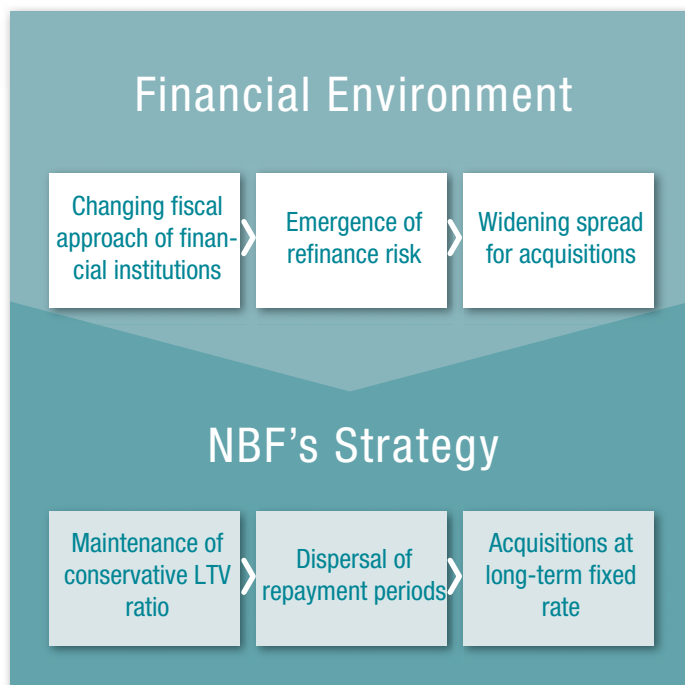 Financial Environment
Changing fiscal
approach of finan-
cial institutions
Emergence of
refinance risk
Widening spread
for acquisitions
NBF's Strategy
Maintenance of
conservative LTV
ratio
Dispersal of
repayment periods
Acquisitions at
long-term fixed
rate